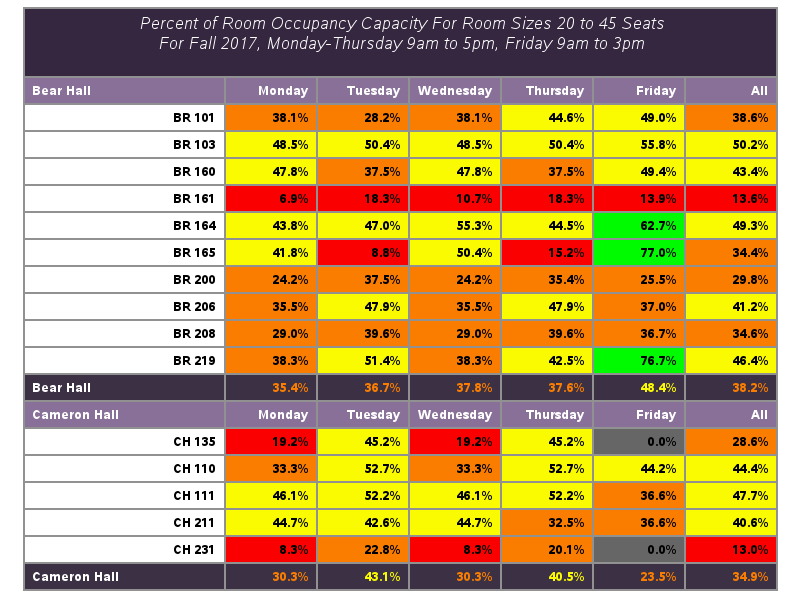 Percent of Room Occupancy Capacity For Room Sizes 20 to 45 Seats
For Fall 2017, Monday-Thursday 9am to 5pm, Friday 9am to 3pm
Bear Hall Monday Tuesday Wednesday Thursday Friday All
BR 101 38.1% 28.2% 38.1% 44.6% 49.0% 38.6%
BR 103 48.5% 50.4% 48.5% 50.4% 55.8% 50.2%
BR 160 47.8% 37.5% 47.8% 37.5% 49.4% 43.4%
BR 161 6.9% 18.3% 10.7% 18.3% 13.9% 13.6%
BR 164 43.8% 47.0% 55.3% 44.5% 62.7% 49.3%
BR 165 41.8% 8.8% 50.4% 15.2% 77.0% 34.4%
BR 200 24.2% 37.5% 24.2% 35.4% 25.5% 29.8%
BR 206 35.5% 47.9% 35.5% 47.9% 37.0% 41.2%
BR 208 29.0% 39.6% 29.0% 39.6% 36.7% 34.6%
BR 219 38.3% 51.4% 38.3% 42.5% 76.7% 46.4%
Bear Hall 35.4% 36.7% 37.8% 37.6% 48.4% 38.2%
Cameron Hall Monday Tuesday Wednesday Thursday Friday All
CH 135 19.2% 45.2% 19.2% 45.2% 0.0% 28.6%
CH 110 33.3% 52.7% 33.3% 52.7% 44.2% 44.4%
CH 111 46.1% 52.2% 46.1% 52.2% 36.6% 47.7%
CH 211 44.7% 42.6% 44.7% 32.5% 36.6% 40.6%
CH 231 8.3% 22.8% 8.3% 20.1% 0.0% 13.0%
Cameron Hall 30.3% 43.1% 30.3% 40.5% 23.5% 34.9%